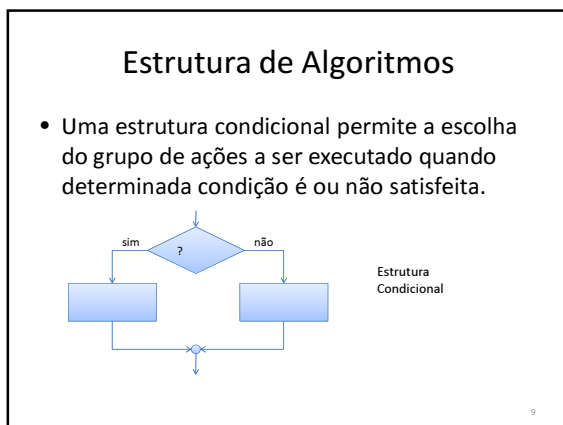 Estrutura de Algoritmos
• Uma estrutura condicional permite a escolha
do grupo de ações a ser executado quando
determinada condição é ou não satisfeita.
sim
?
não
Estrutura
Condicional
9